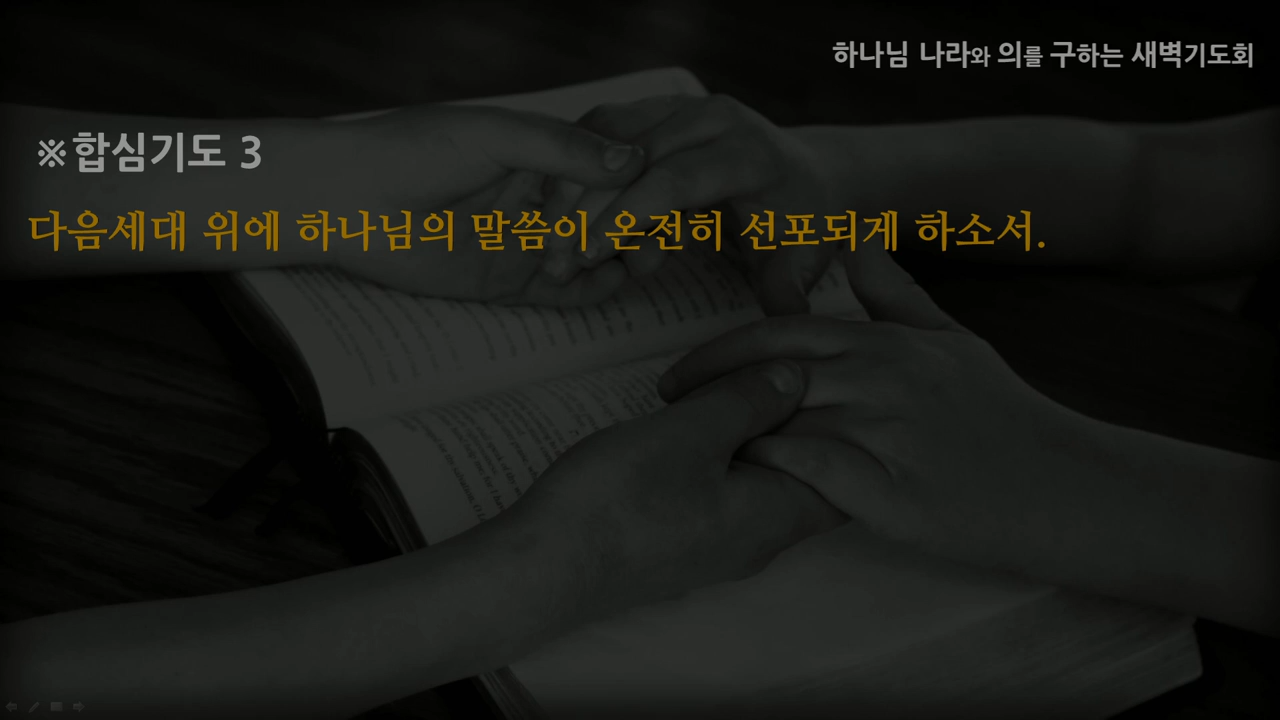 하나님 나라와 의를 구하는 새벽기도회
※합심기도 3
다음세대 위에 하나님의 말씀이 온전히 선포되게 하소서.